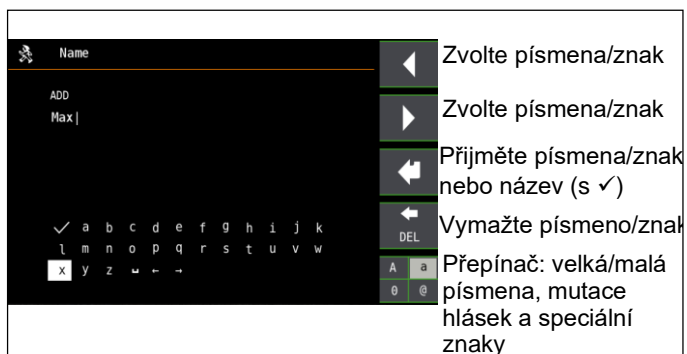 Name
ADD
Max|
✓ a b c d e f g h i j k
l m n o p q r s t u v w
x y z ␣ ← →
DEL
A a
0 @
Zvolte písmena/znak
Zvolte písmena/znak
Přijměte písmena/znak
nebo název (s ✓)
Vymažte písmeno/znak
Přepínač: velká/malá
písmena, mutace
hlásek a speciální
znaky